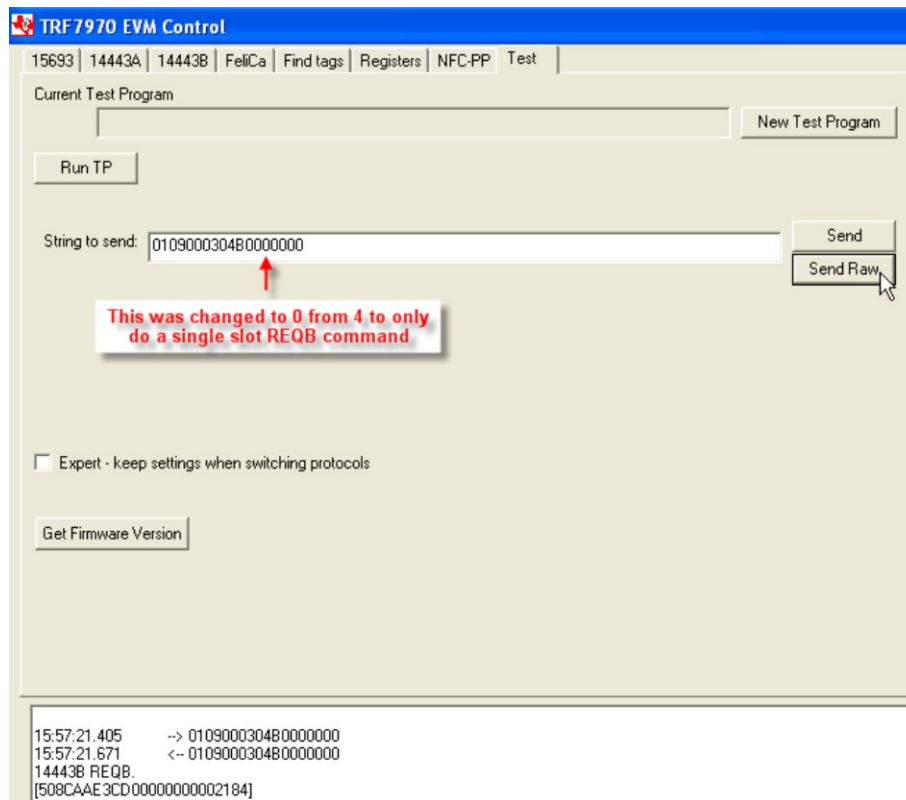 TRF7970 EVM Control
15693 14443A 14443B FeliCa Find tags Registers NFC-PP Test
Current Test Program
New Test Program
Run TP
String to send: 0109000304B0000000 Send
Send Raw
This was changed to 0 from 4 to only
do a single slot REQB command
Expert - keep settings when switching protocols
Get Firmware Version
15:57:21.405 --> 0109000304B0000000
15:57:21.671 <-- 0109000304B0000000
14443B REQB.
[508CAAE3CD00000000002184]